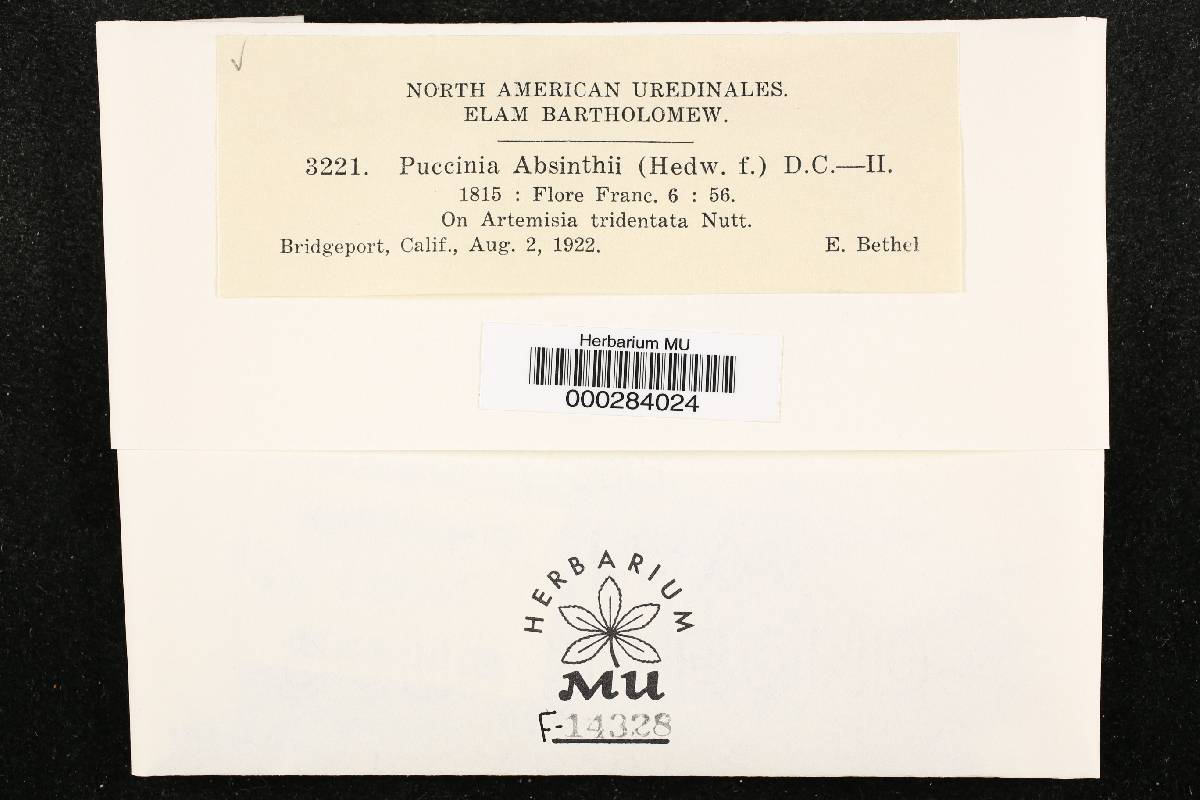 NORTH AMERICAN UREDINALES.
ELAM BARTHOLOMEW.
3221. Puccinia Absinthii (Hedw. f.) D.C.—II.
1815 : Flore Franc. 6 : 56.
On Artemisia tridentata Nutt.
Bridgeport, Calif., Aug. 2, 1922. E. Bethel
Herbarium MU
000284024
HERBARIUM
MU
F-14328